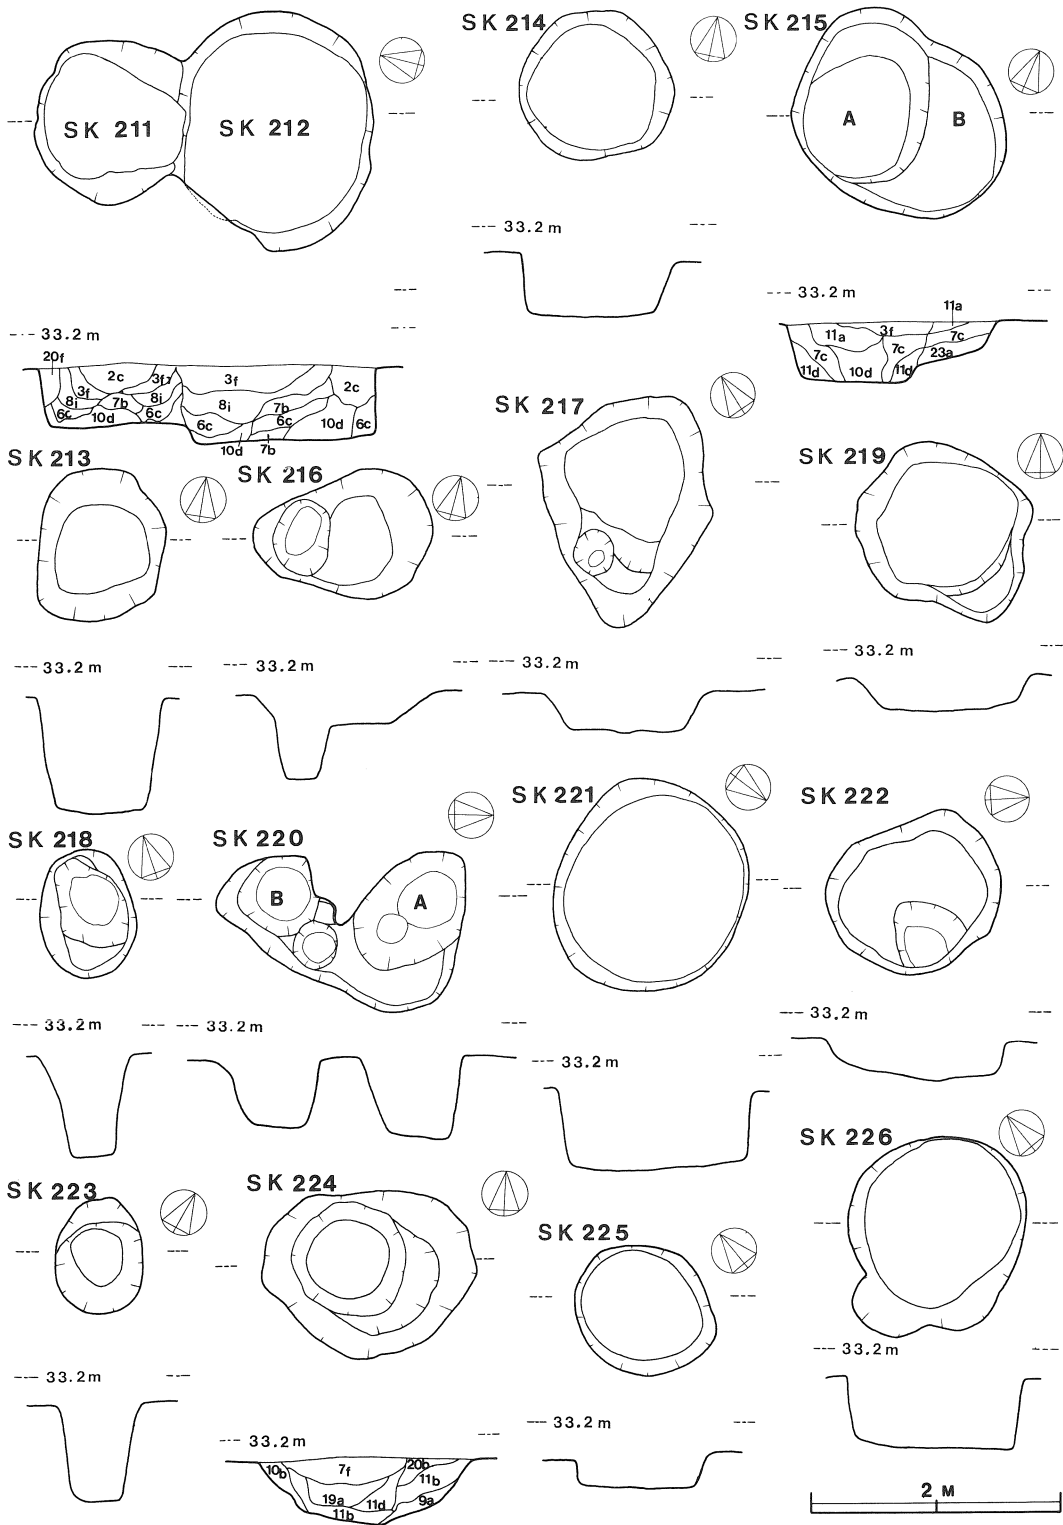 SK 211
SK 212
33.2 m
20f
2c
3f
3f
7
3f
2c
8i
7b
8i
8i
7b
6c
10d
6c
6c
6c
10d
6c
10d
7b
SK 214
33.2 m
SK 215
A
B
33.2 m
11a
11a
3f
7c
7c
7c
23a
11d
10d
11d
SK 213
33.2 m
SK 216
33.2 m
SK 217
33.2 m
SK 219
33.2 m
SK 218
33.2 m
SK 220
B
A
33.2 m
SK 221
33.2 m
SK 222
33.2 m
SK 223
33.2 m
SK 224
33.2 m
10b
7f
20b
11b
19a
11d
9a
11b
SK 225
33.2 m
SK 226
33.2 m
2 M